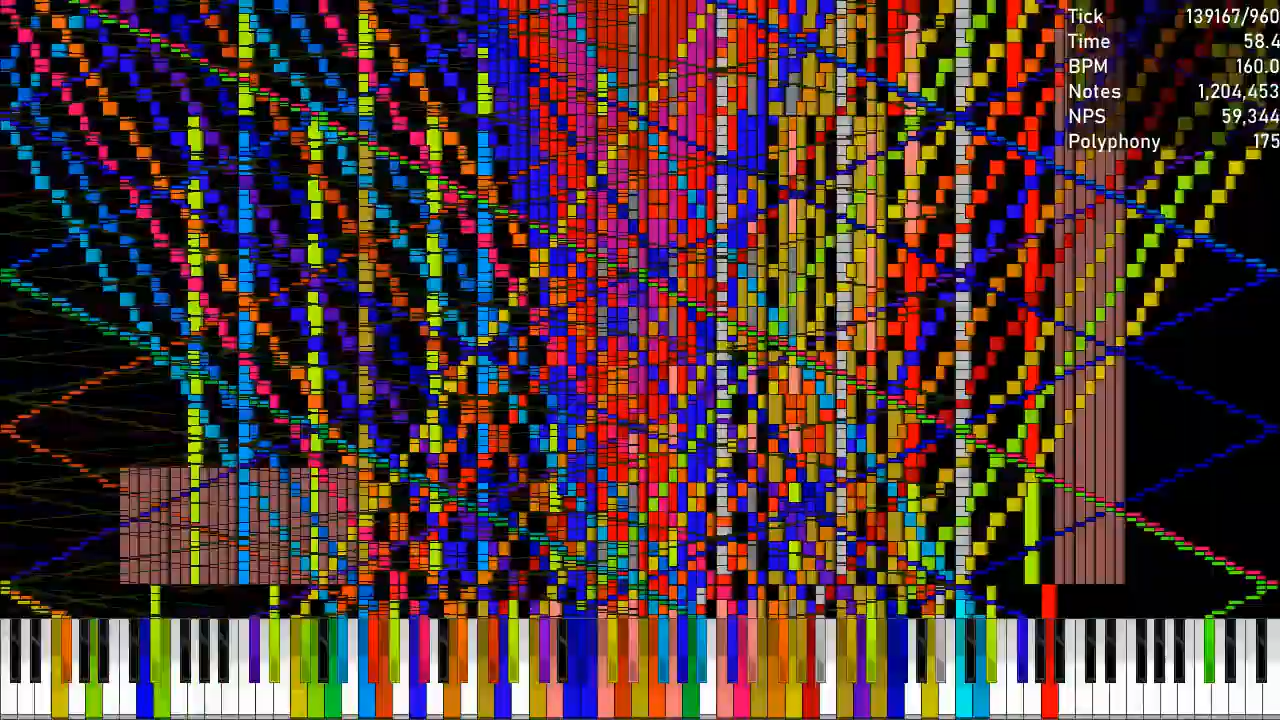 Tick 139167/960
Time 58.4
BPM 160.0
Notes 1,204,453
NPS 59,344
Polyphony 175